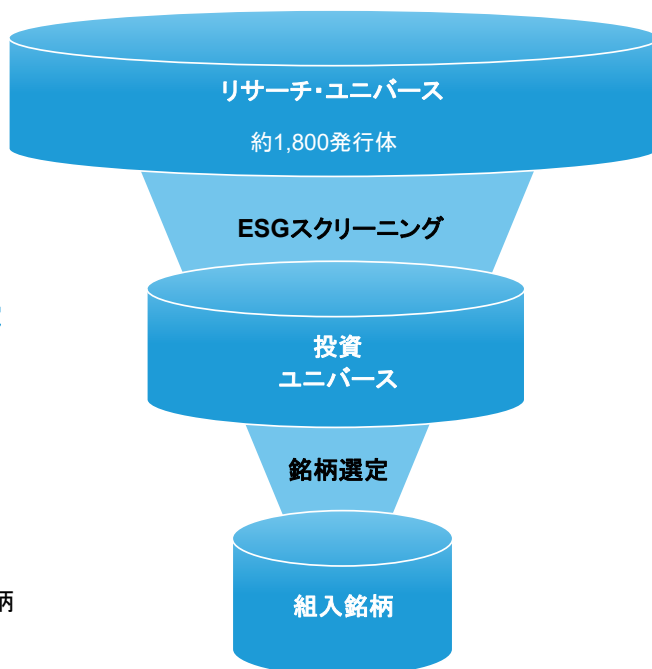 リサーチ・ユニバース
約1,800発行体
ESGスクリーニング
投資
ユニバース
銘柄選定
柄
組入銘柄